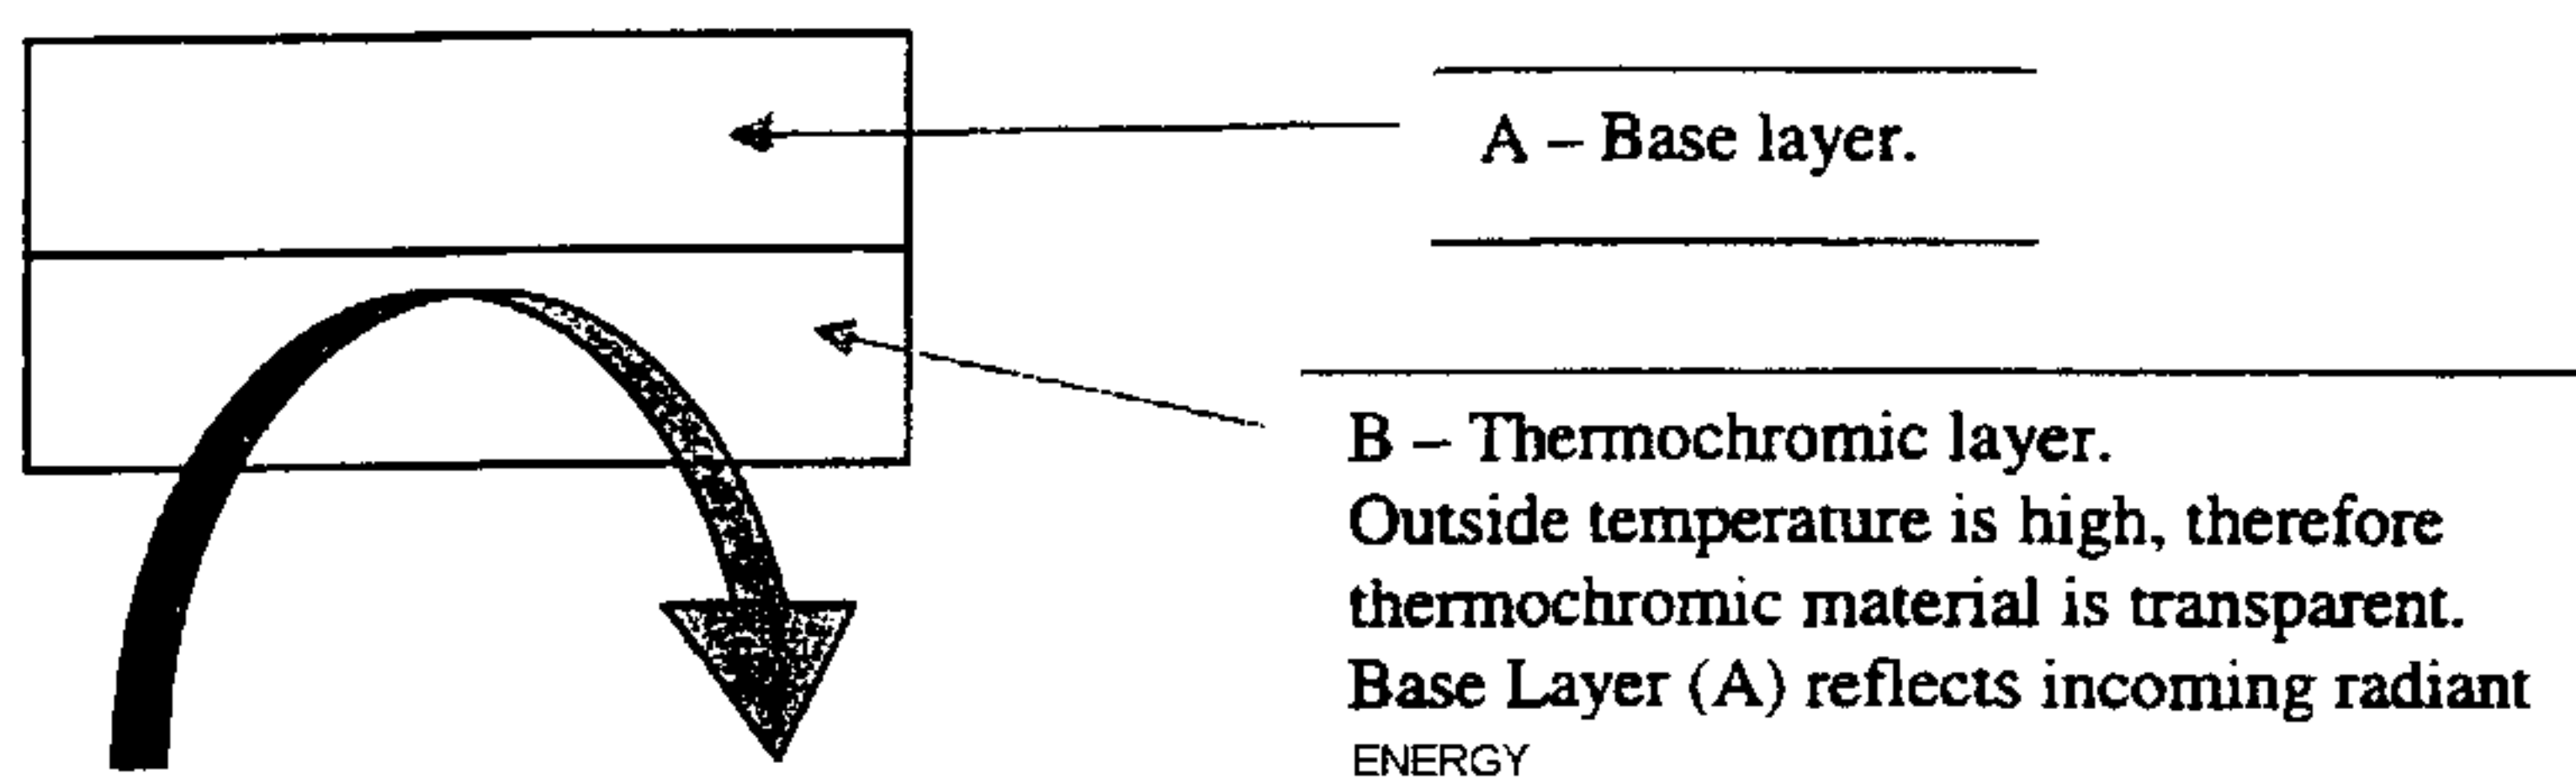 A – Base layer.
B – Thermochromic layer.
Outside temperature is high, therefore
thermochromic material is transparent.
Base Layer (A) reflects incoming radiant
ENERGY